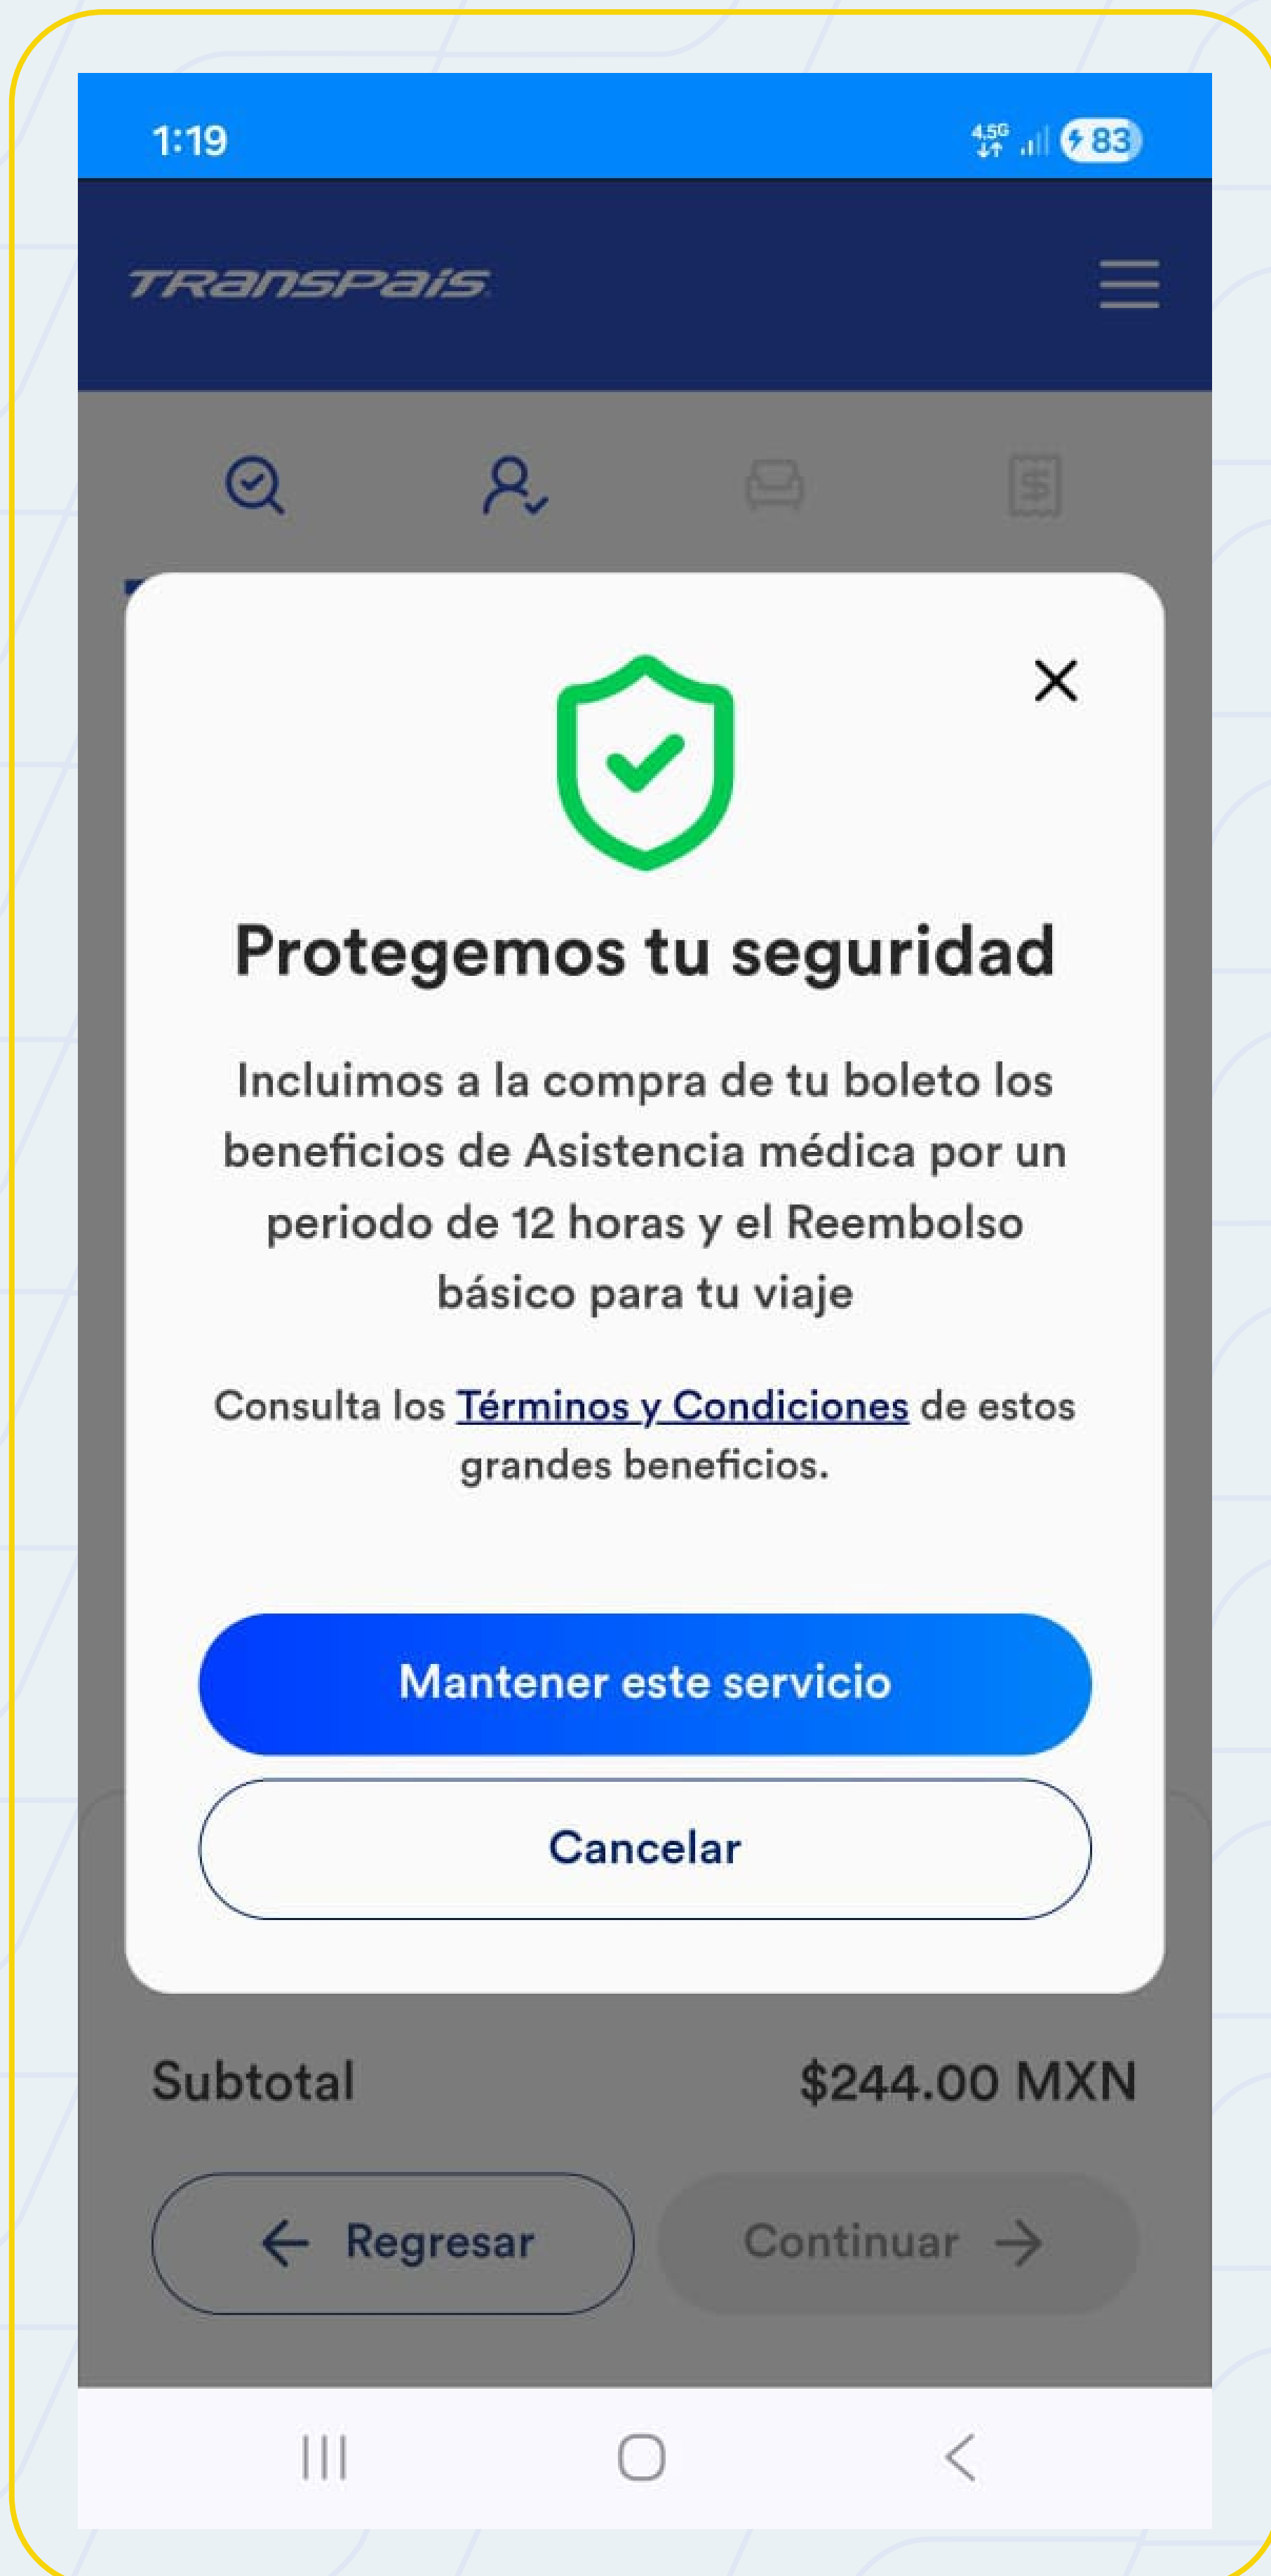 1:19
4,5G
83
TRANSPAÍS
Protegemos tu seguridad
Incluimos a la compra de tu boleto los
beneficios de Asistencia médica por un
periodo de 12 horas y el Reembolso
básico para tu viaje
Consulta los Términos y Condiciones de estos
grandes beneficios.
Mantener este servicio
Cancelar
Subtotal $244.00 MXN
Regresar Continuar